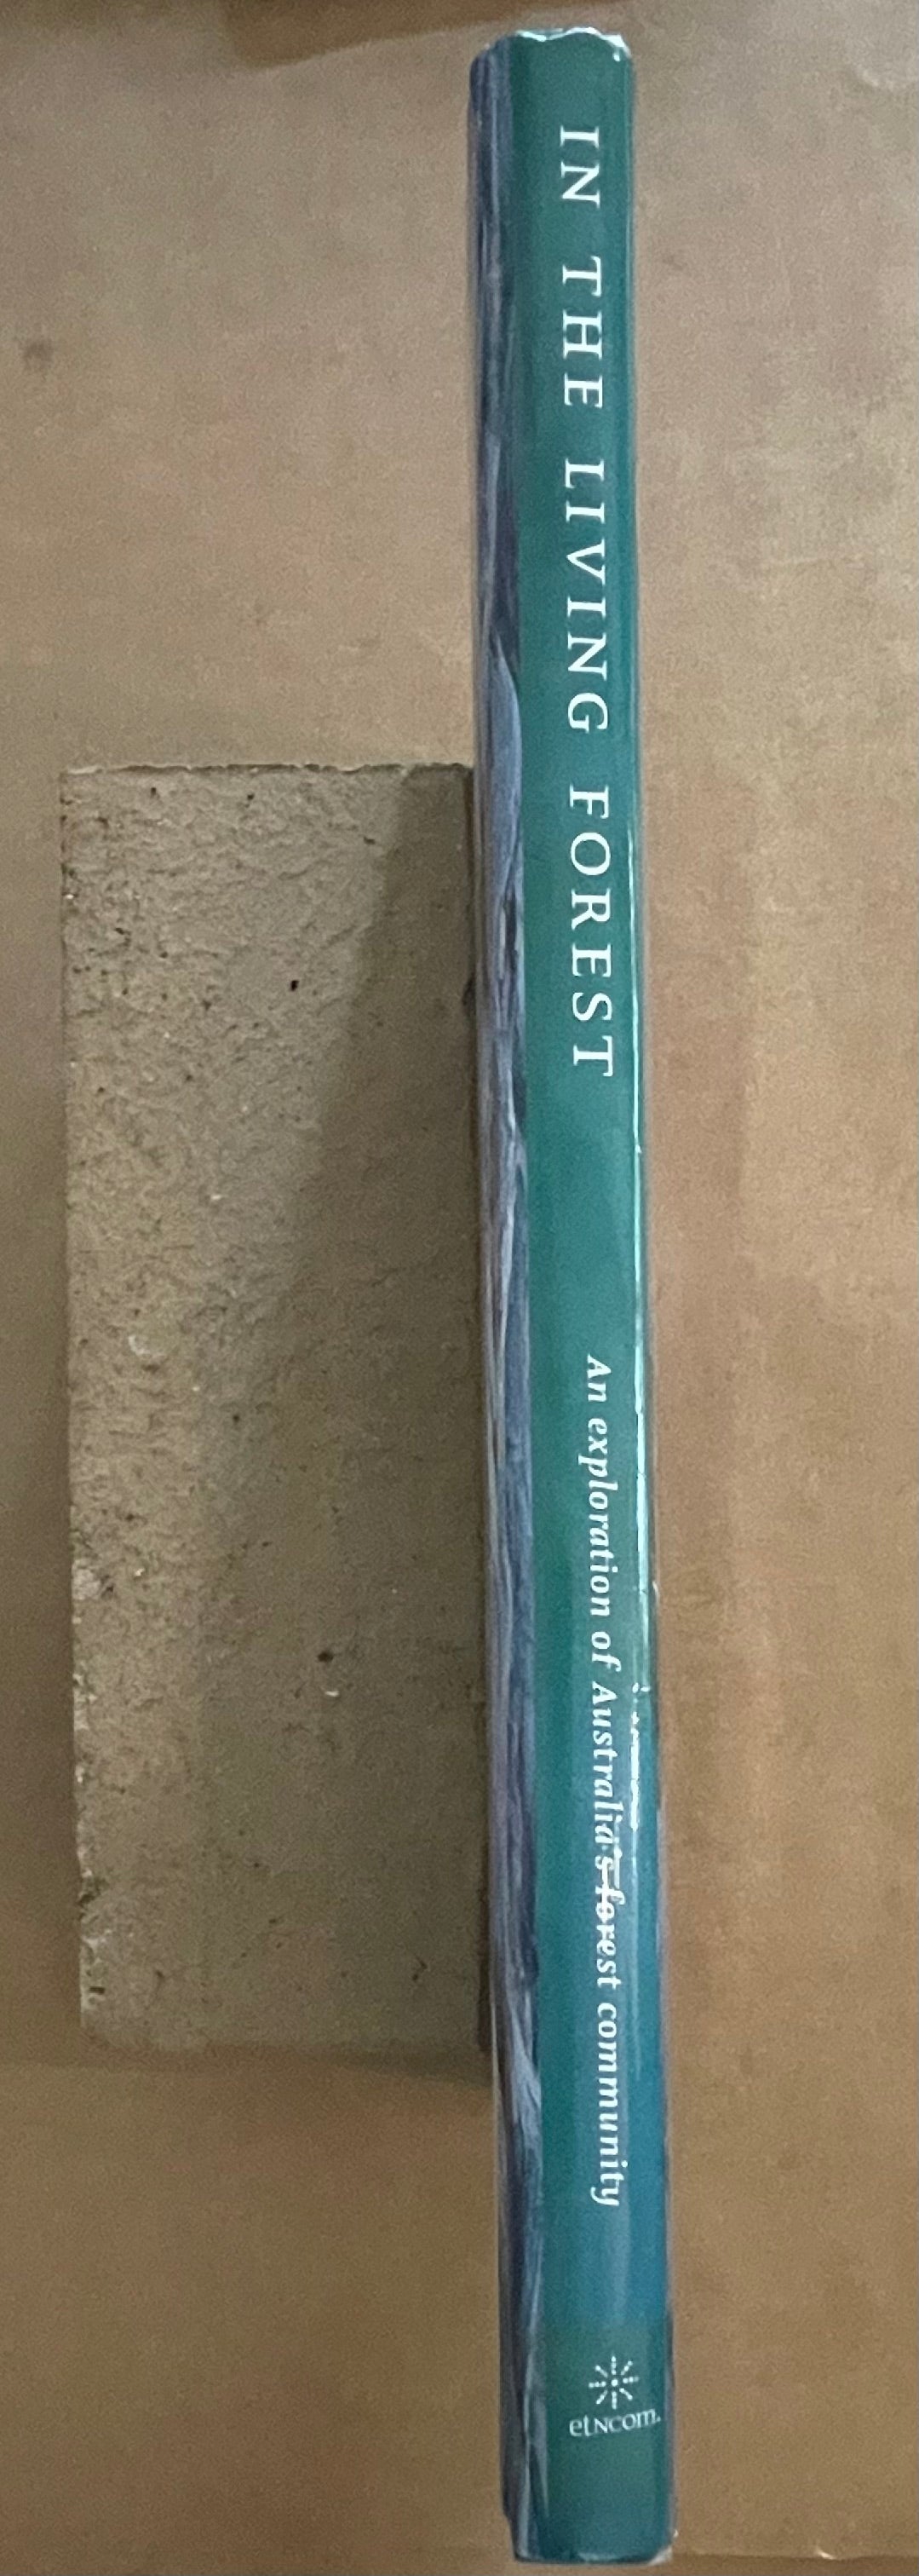 IN THE LIVING FOREST
An exploration of Australia's forest community
etNcom.